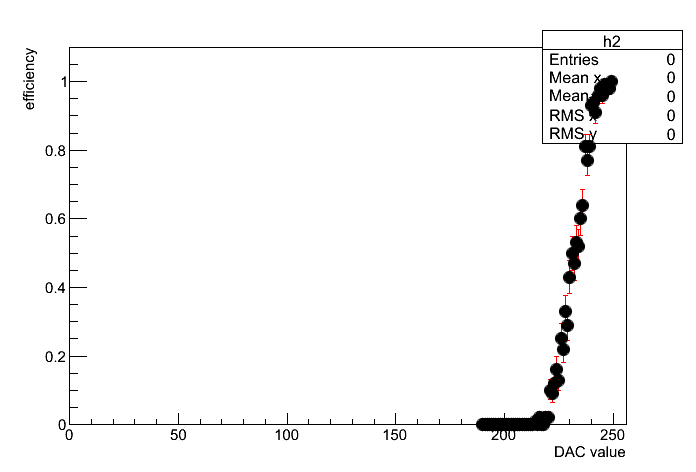 h2
Entries 0
Mean x 0
Mean y 0
RMS x 0
RMS y 0
efficiency
1
0.8
0.6
0.4
0.2
0
0 50 100 150 200 250
DAC value